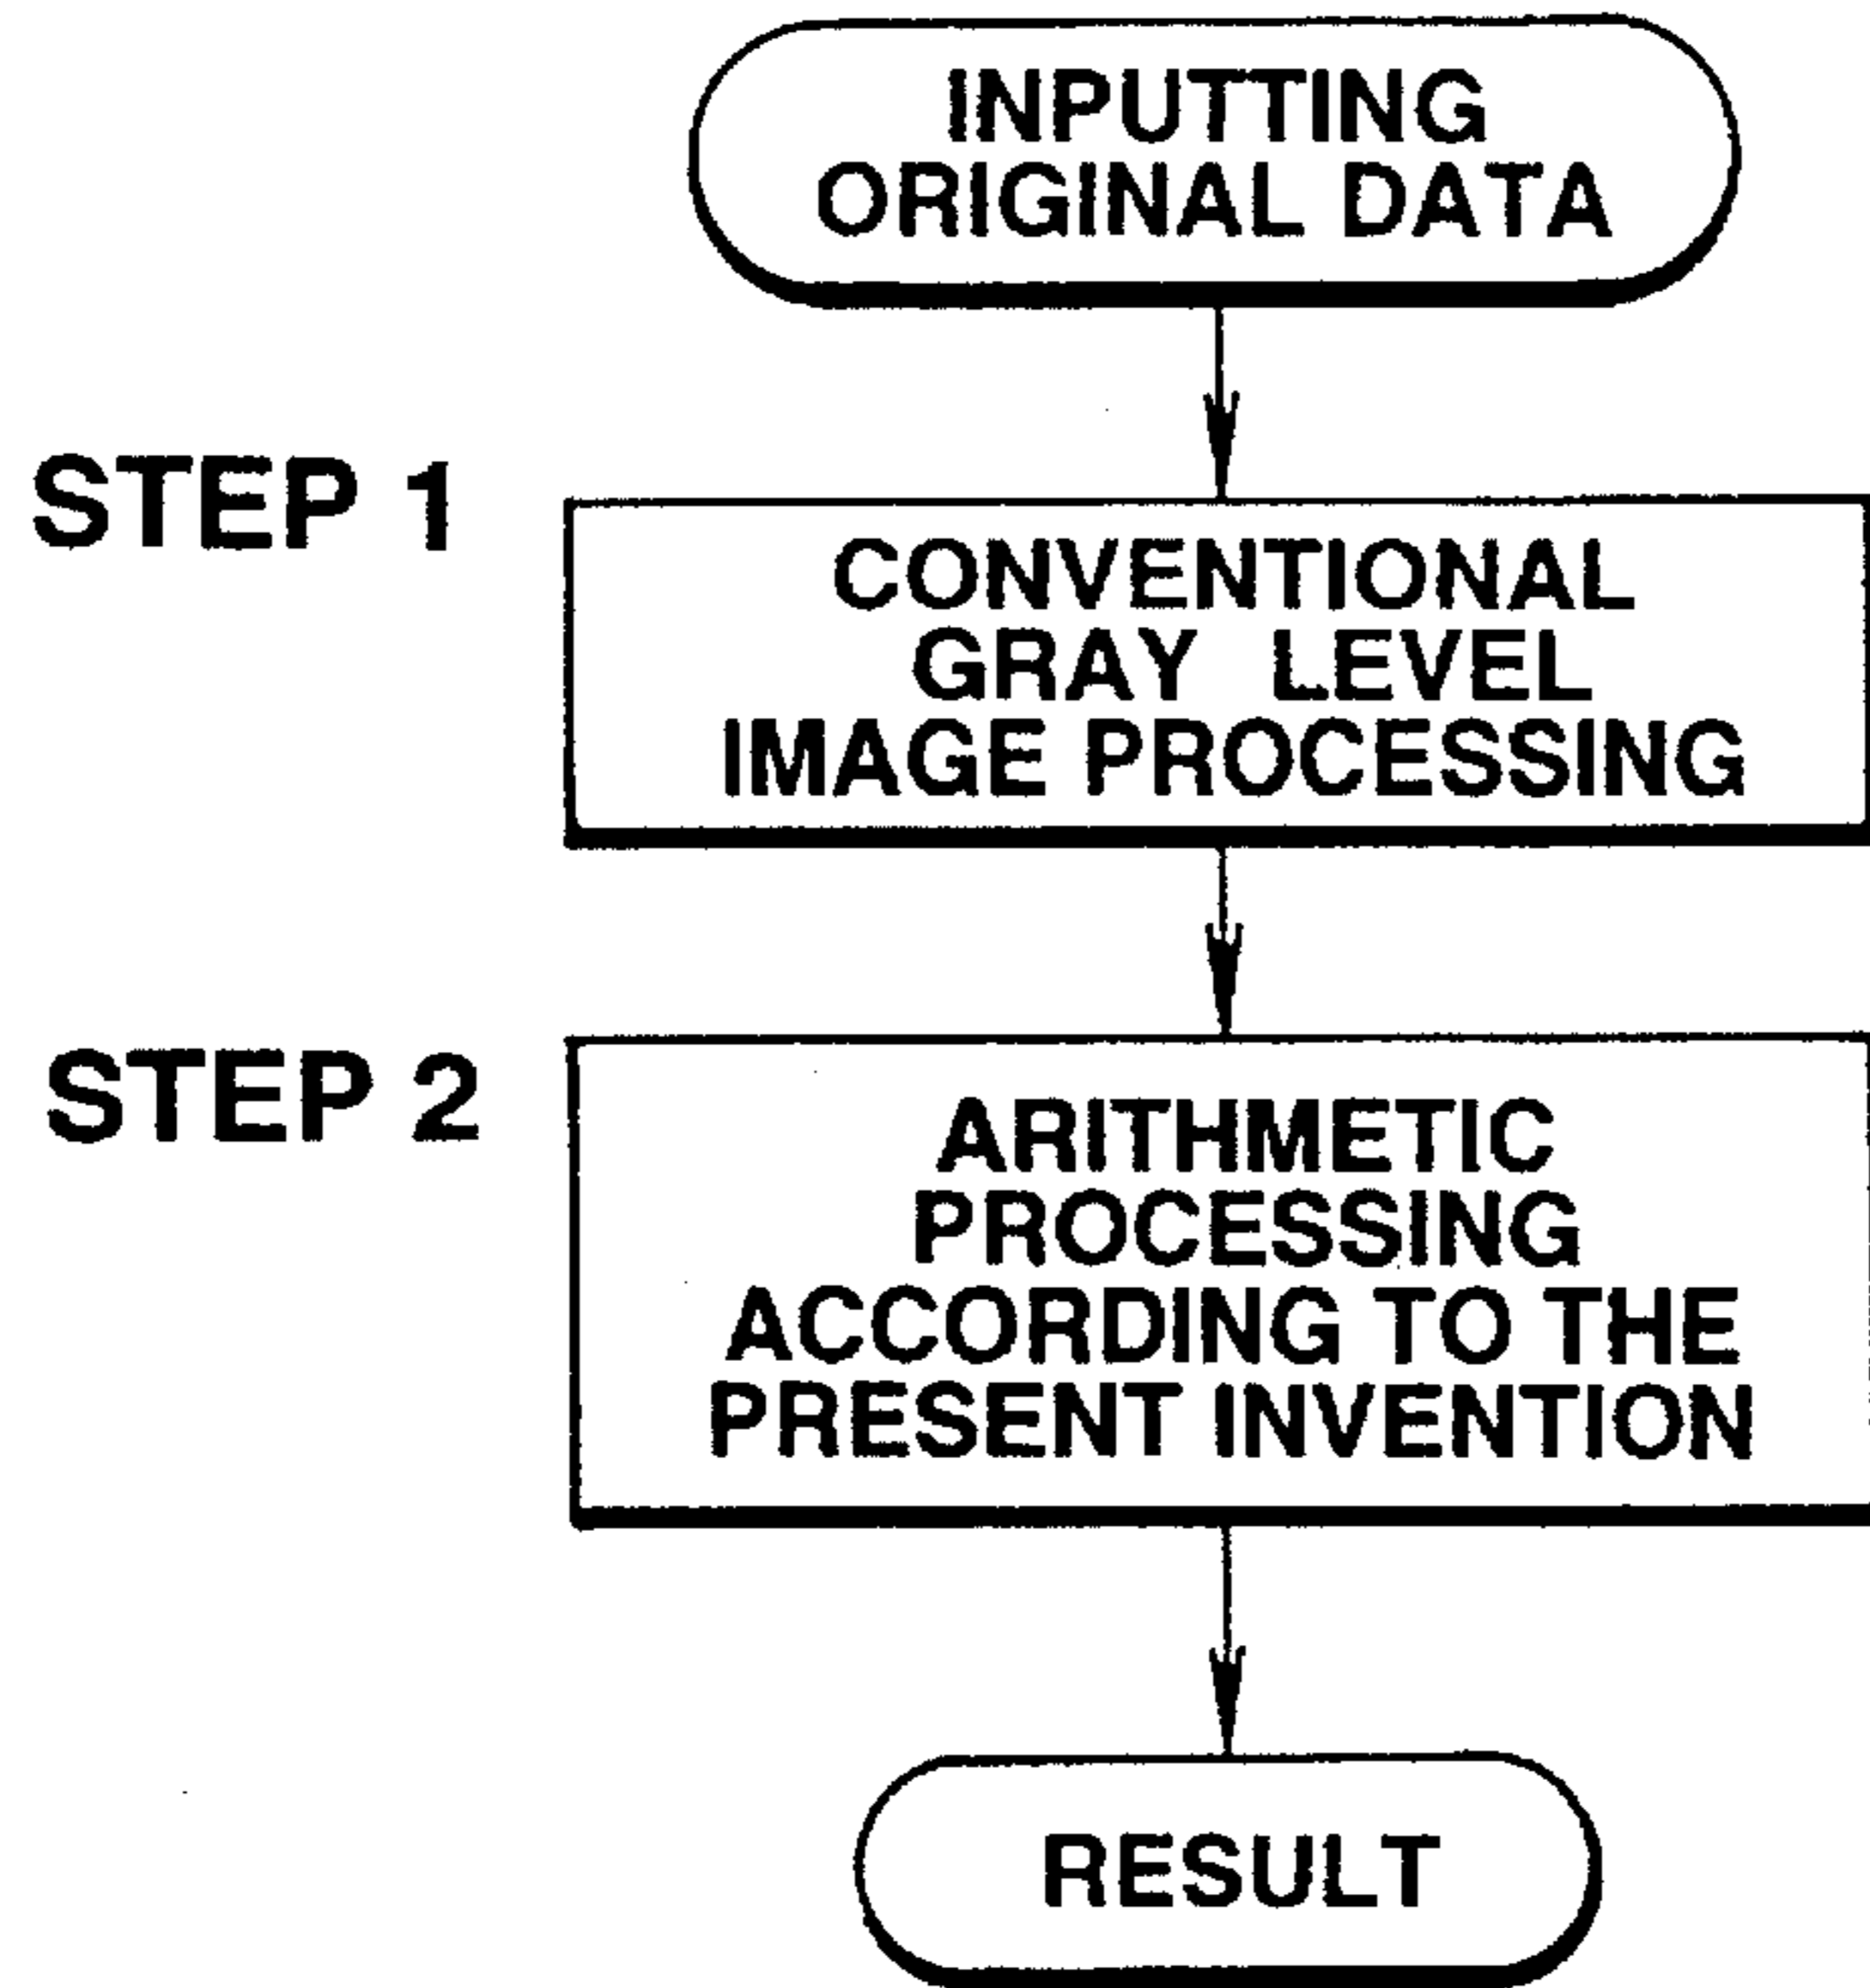 INPUTTING
ORIGINAL DATA
STEP 1
CONVENTIONAL
GRAY LEVEL
IMAGE PROCESSING
STEP 2
ARITHMETIC
PROCESSING
ACCORDING TO THE
PRESENT INVENTION
RESULT